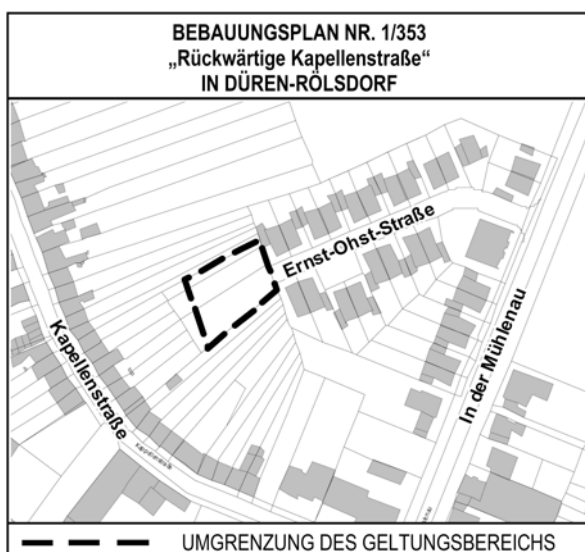 BEBAUUNGSPLAN NR. 1/353
„Rückwärtige Kapellenstraße“
IN DÜREN-RÖLSDORF
Ernst-Ohst-Straße
Kapellenstraße
In der Mühlenau
Kapellenstraße
UMGRENZUNG DES GELTUNGSBEREICHS